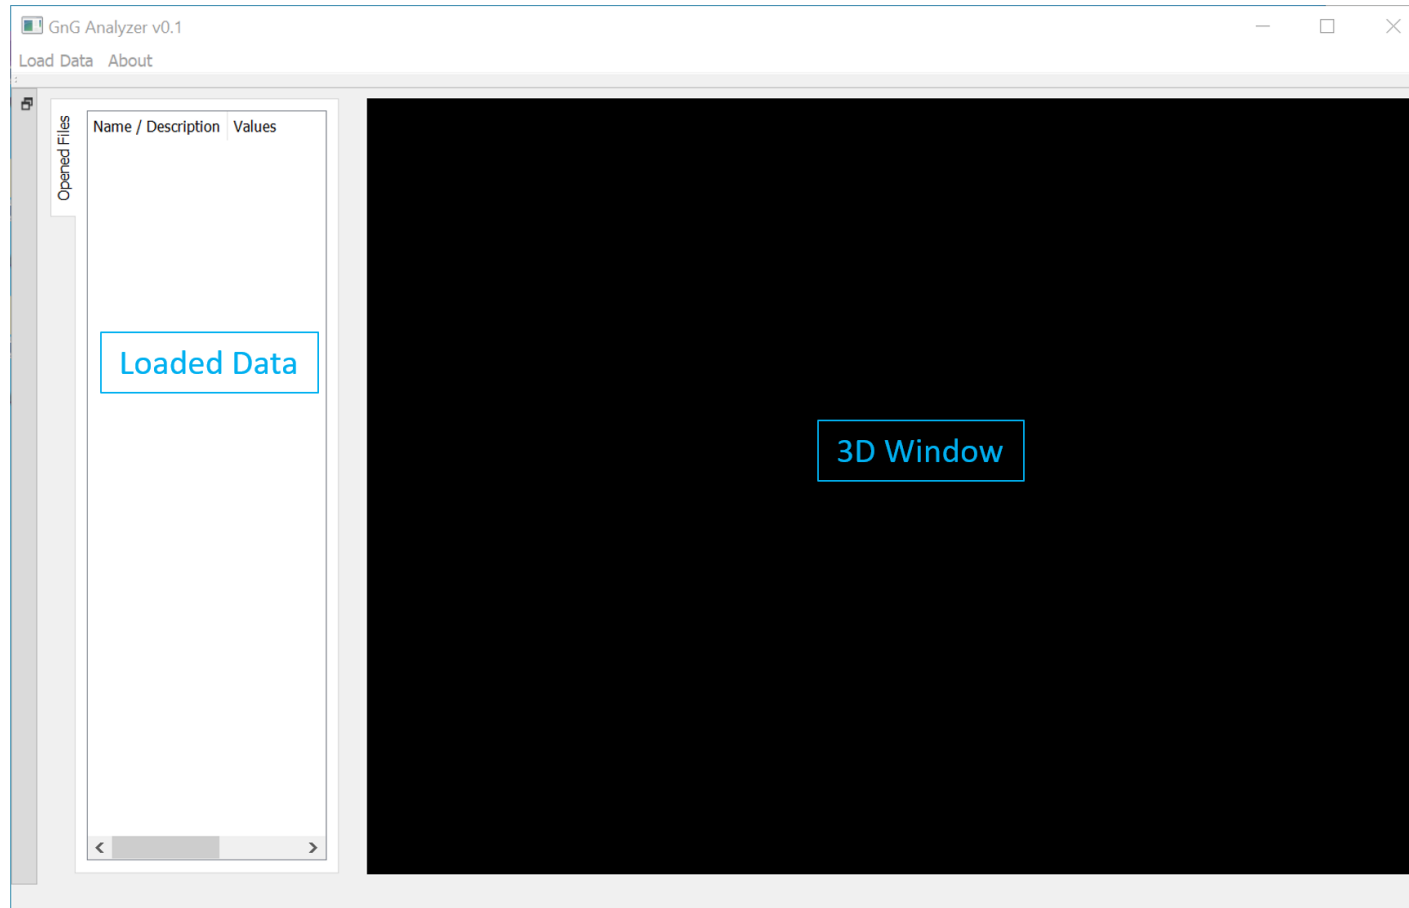 GnG Analyzer v0.1
Load Data About
Opened Files
Name / Description Values
Loaded Data
3D Window